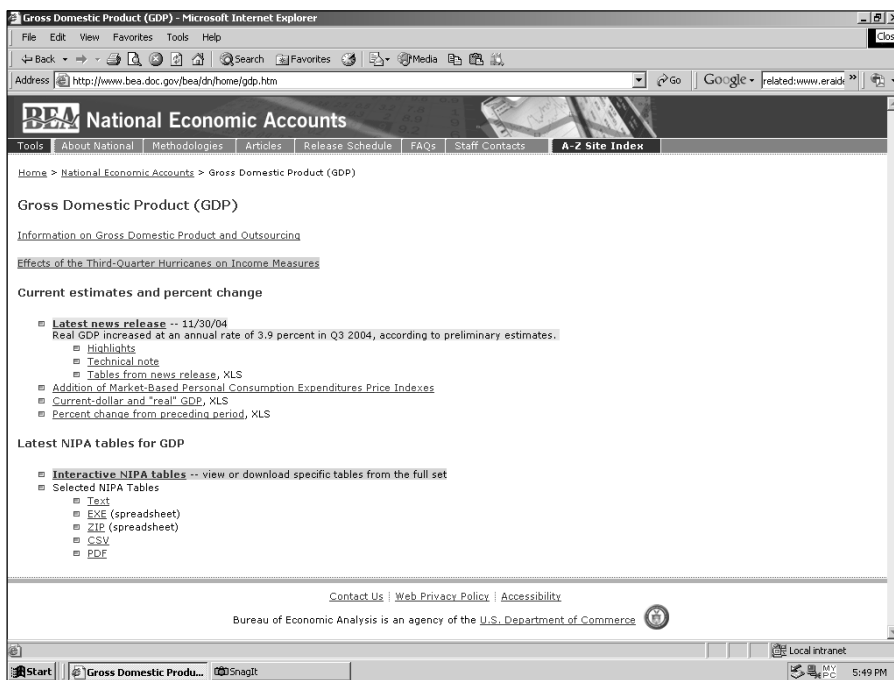 Gross Domestic Product (GDP) - Microsoft Internet Explorer
File Edit View Favorites Tools Help
Clos
Back Search Favorites Media
Address http://www.bea.doc.gov/bea/dn/home/gdp.htm Go Google related:www.eraide »
BEA National Economic Accounts
Tools About National Methodologies Articles Release Schedule FAQs Staff Contacts A-Z Site Index
Home > National Economic Accounts > Gross Domestic Product (GDP)
Gross Domestic Product (GDP)
Information on Gross Domestic Product and Outsourcing
Effects of the Third-Quarter Hurricanes on Income Measures
Current estimates and percent change
Latest news release -- 11/30/04
Real GDP increased at an annual rate of 3.9 percent in Q3 2004, according to preliminary estimates.
Highlights
Technical note
Tables from news release, XLS
Addition of Market-Based Personal Consumption Expenditures Price Indexes
Current-dollar and "real" GDP, XLS
Percent change from preceding period, XLS
Latest NIPA tables for GDP
Interactive NIPA tables -- view or download specific tables from the full set
Selected NIPA Tables
Text
EXE (spreadsheet)
ZIP (spreadsheet)
CSV
PDF
Contact Us | Web Privacy Policy | Accessibility
Bureau of Economic Analysis is an agency of the U.S. Department of Commerce
Local intranet
Start Gross Domestic Produ... SnagIt MY PC 5:49 PM